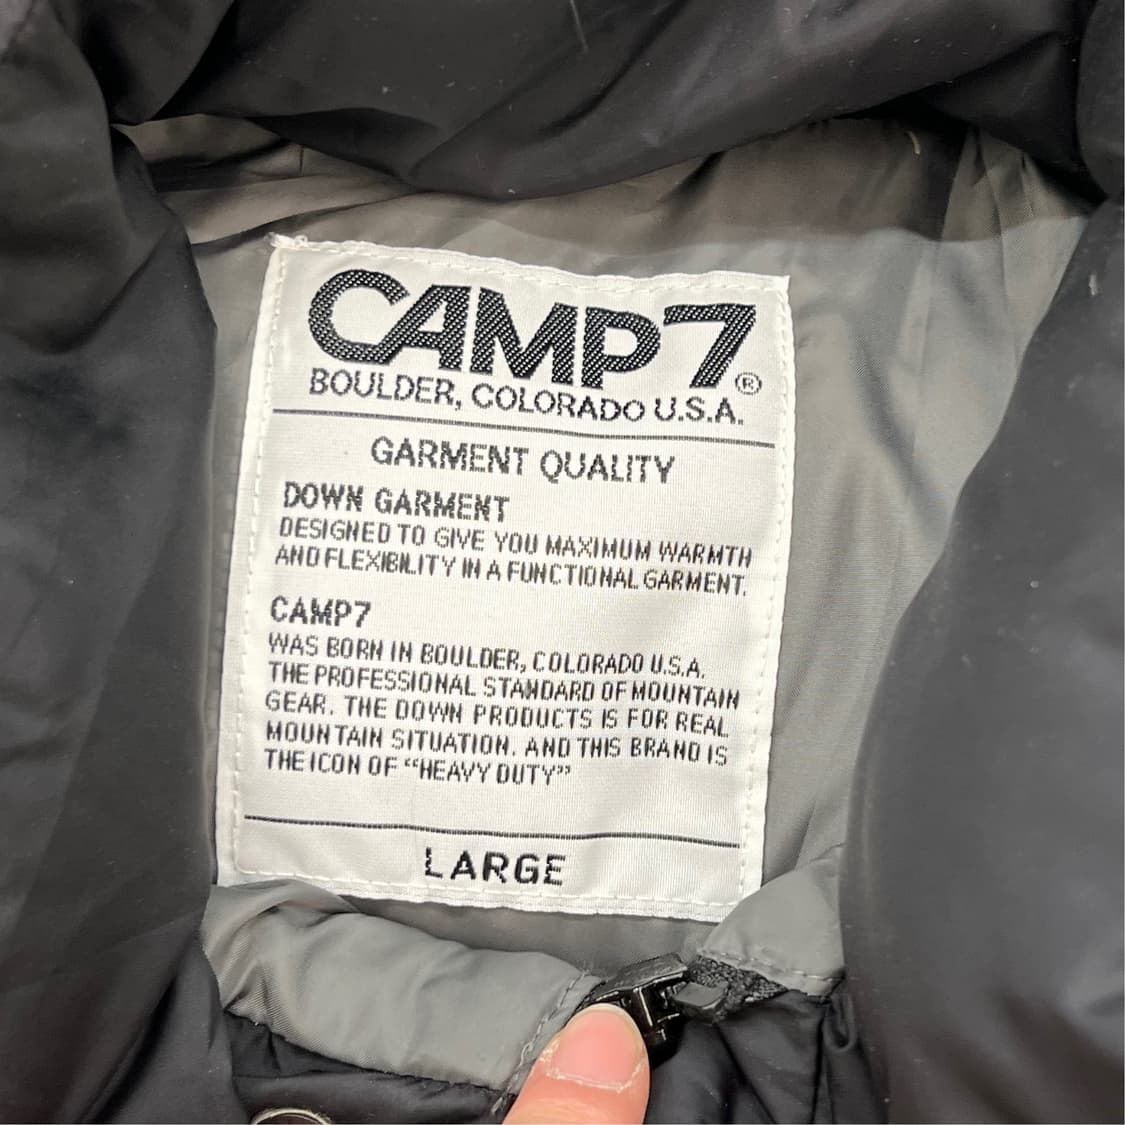 CAMP7®
BOULDER, COLORADO U.S.A.
GARMENT QUALITY
DOWN GARMENT
DESIGNED TO GIVE YOU MAXIMUM WARMTH
AND FLEXIBILITY IN A FUNCTIONAL GARMENT.
CAMP7
WAS BORN IN BOULDER, COLORADO U.S.A.
THE PROFESSIONAL STANDARD OF MOUNTAIN
GEAR. THE DOWN PRODUCTS IS FOR REAL
MOUNTAIN SITUATION. AND THIS BRAND IS
THE ICON OF “HEAVY DUTY”
LARGE